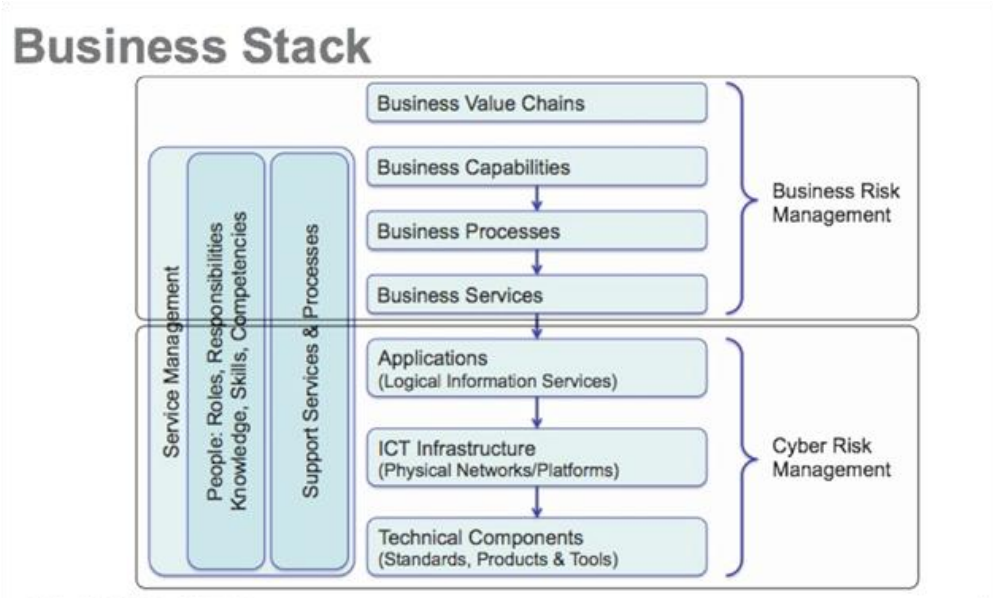 Business Stack
Business Value Chains
Business Capabilities
Business Processes
Business Services
Business Risk
Management
Service Management
People: Roles, Responsibilities
Knowledge, Skills, Competencies
Support Services & Processes
Applications
(Logical Information Services)
ICT Infrastructure
(Physical Networks/Platforms)
Technical Components
(Standards, Products & Tools)
Cyber Risk
Management